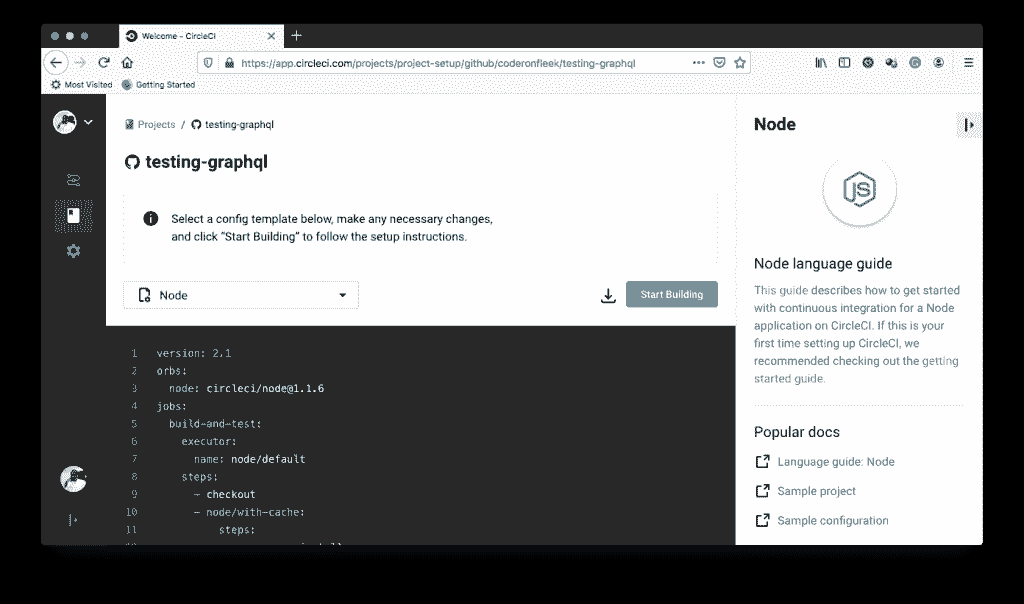 Welcome - CircleCI
https://app.circleci.com/projects/project-setup/github/coderonfleek/testing-graphql
Most Visited
Getting Started
Projects / testing-graphql
testing-graphql
Select a config template below, make any necessary changes,
and click "Start Building" to follow the setup instructions.
Node
Start Building
1 version: 2.1
2 orbs:
3 node: circleci/node@1.1.6
4 jobs:
5 build-and-test:
6 executor:
7 name: node/default
8 steps:
9 - checkout
10 - node/with-cache:
11 steps:
Node
JS
Node language guide
This guide describes how to get started
with continuous integration for a Node
application on CircleCI. If this is your
first time setting up CircleCI, we
recommended checking out the getting
started guide.
Popular docs
Language guide: Node
Sample project
Sample configuration